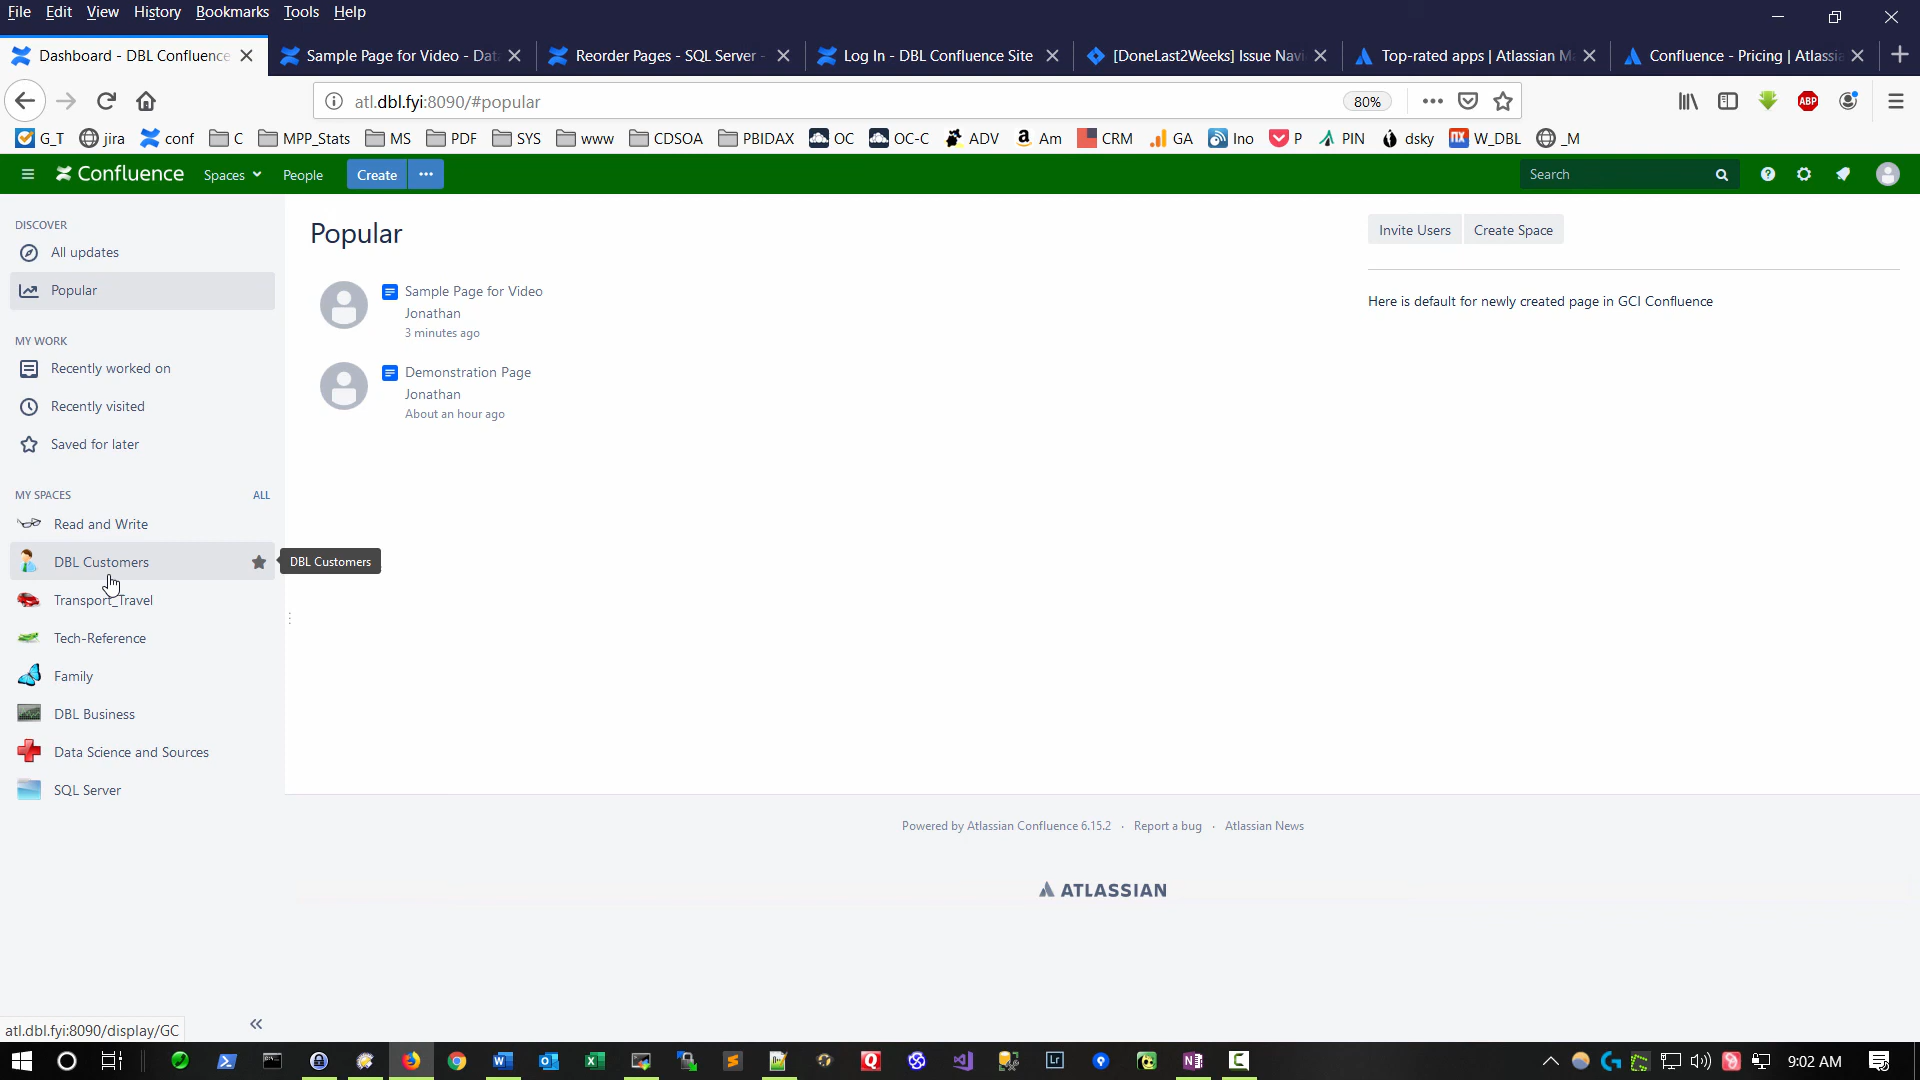 File Edit View History Bookmarks Tools Help
Dashboard - DBL Confluence
Sample Page for Video - Dat
Reorder Pages - SQL Server -
Log In - DBL Confluence Site
[DoneLast2Weeks] Issue Navi
Top-rated apps | Atlassian M
Confluence - Pricing | Atlassia
atl.dbl.fyi:8090/#popular
80%
ABP
G_T jira conf C MPP_Stats MS PDF SYS www CDSOA PBIDAX OC OC-C ADV Am CRM GA Ino P PIN dsky W_DBL _M
Confluence Spaces People Create Search
DISCOVER
All updates
Popular
MY WORK
Recently worked on
Recently visited
Saved for later
MY SPACES ALL
Read and Write
DBL Customers
DBL Customers
Transport_Travel
Tech-Reference
Family
DBL Business
Data Science and Sources
SQL Server
Popular
Sample Page for Video
Jonathan
3 minutes ago
Demonstration Page
Jonathan
About an hour ago
Invite Users Create Space
Here is default for newly created page in GCI Confluence
Powered by Atlassian Confluence 6.15.2 · Report a bug · Atlassian News
ATLASSIAN
atl.dbl.fyi:8090/display/GC
9:02 AM